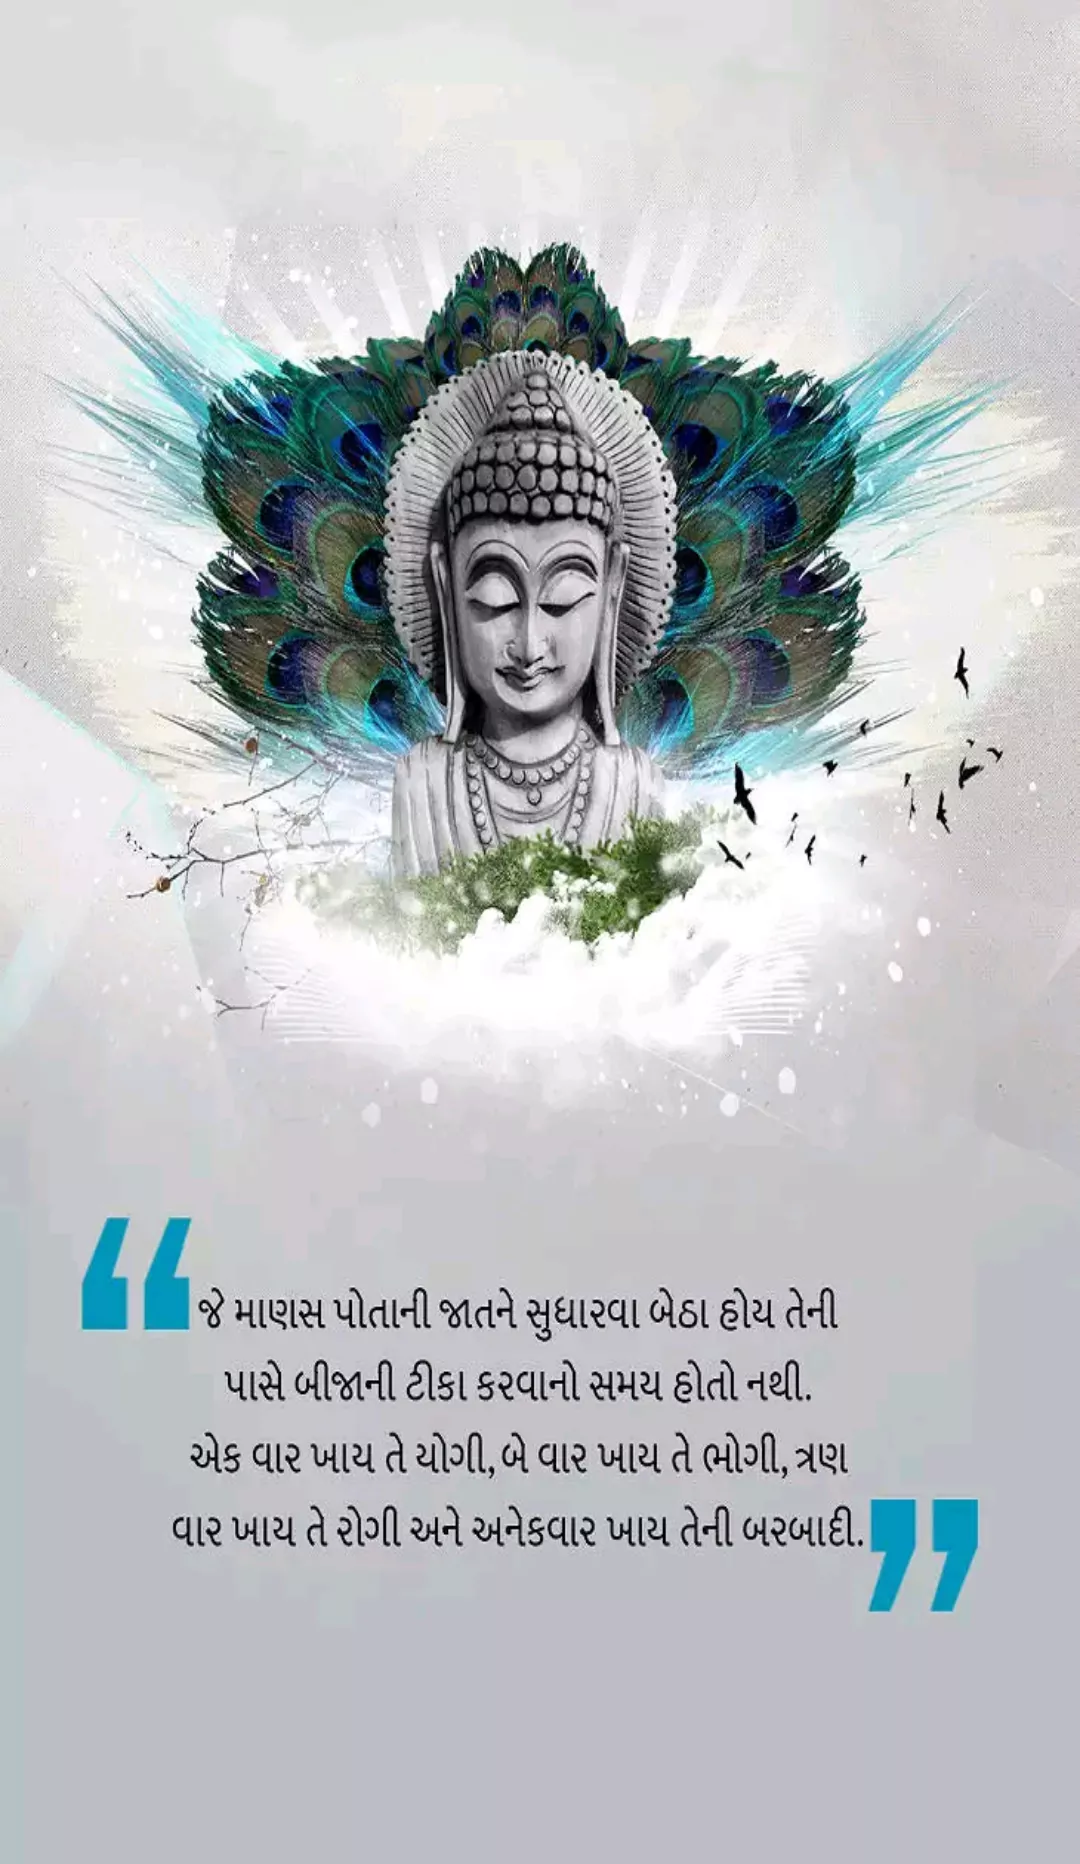 “જે માણસ પોતાની જાતને સુધારવા બેઠા હોય તેની
પાસે બીજાની ટીકા કરવાનો સમય હોતો નથી.
એક વાર ખાય તે યોગી, બે વાર ખાય તે ભોગી, ત્રણ
વાર ખાય તે રોગી અને અનેકવાર ખાય તેની બરબાદી.”